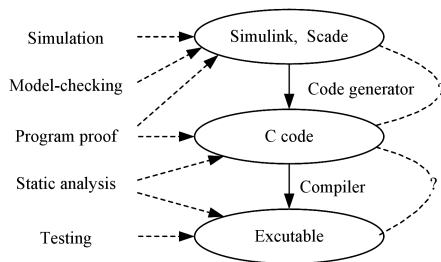 Simulation
Simulink, Scade
Model-checking
Code generator
?
Program proof
C code
Static analysis
Compiler
?
Testing
Excutable